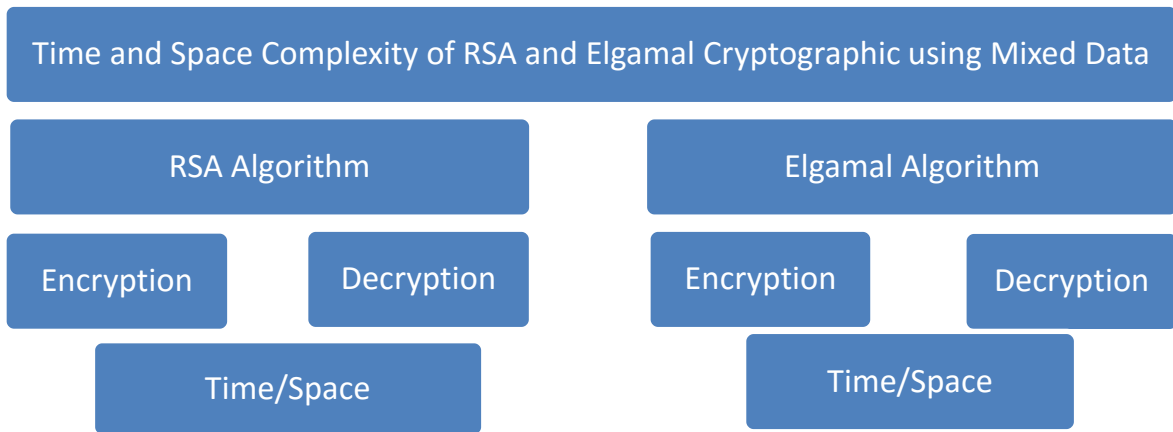 Time and Space Complexity of RSA and Elgamal Cryptographic using Mixed Data
RSA Algorithm
Elgamal Algorithm
Encryption
Decryption
Encryption
Decryption
Time/Space
Time/Space